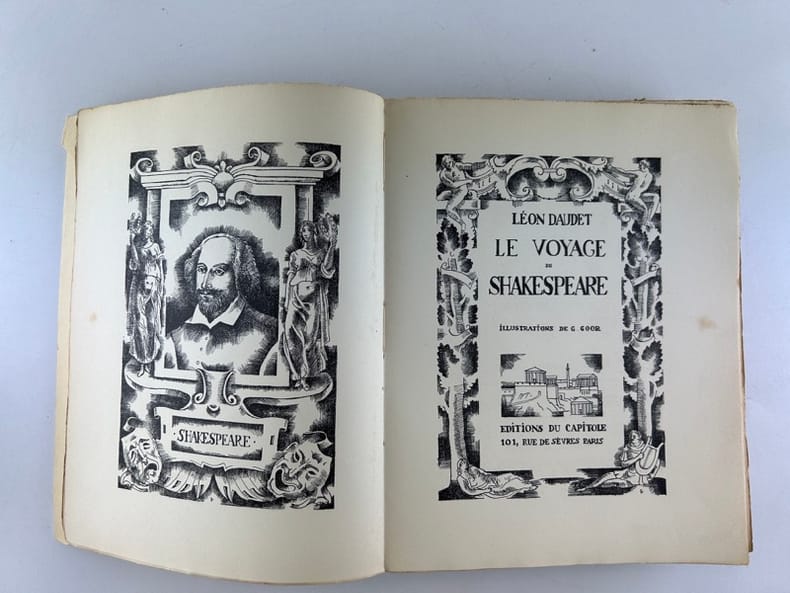 ·SHAKESPEARE·
LÉON DAUDET
LE VOYAGE
DE
SHAKESPEARE
ILLUSTRATIONS DE G. GOOR
EDITIONS DU CAPITOLE
101, RUE DE SÈVRES PARIS